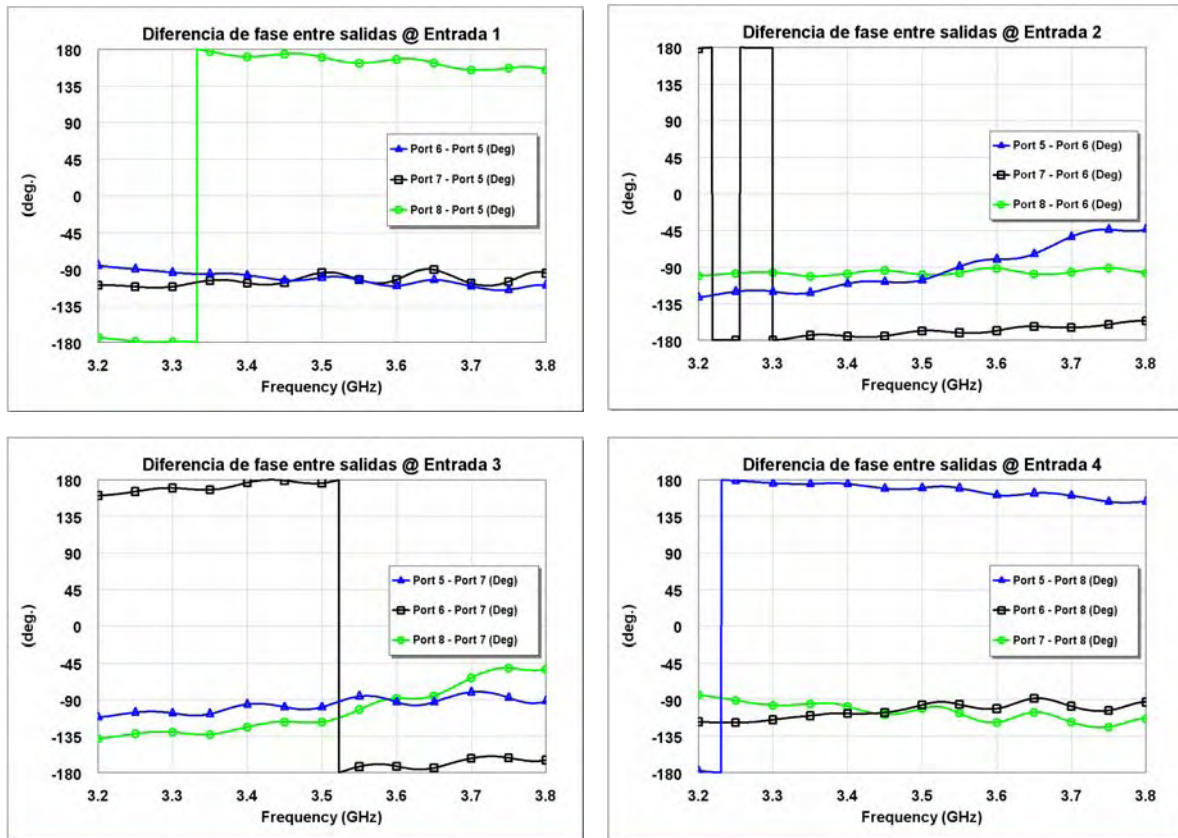 Diferencia de fase entre salidas @ Entrada 1
180
135
90
45
0
-45
-90
-135
-180
(deg.)
Port 6 - Port 5 (Deg)
Port 7 - Port 5 (Deg)
Port 8 - Port 5 (Deg)
3.2 3.3 3.4 3.5 3.6 3.7 3.8
Frequency (GHz)
Diferencia de fase entre salidas @ Entrada 2
180
135
90
45
0
-45
-90
-135
-180
(deg.)
Port 5 - Port 6 (Deg)
Port 7 - Port 6 (Deg)
Port 8 - Port 6 (Deg)
3.2 3.3 3.4 3.5 3.6 3.7 3.8
Frequency (GHz)
Diferencia de fase entre salidas @ Entrada 3
180
135
90
45
0
-45
-90
-135
-180
(deg.)
Port 5 - Port 7 (Deg)
Port 6 - Port 7 (Deg)
Port 8 - Port 7 (Deg)
3.2 3.3 3.4 3.5 3.6 3.7 3.8
Frequency (GHz)
Diferencia de fase entre salidas @ Entrada 4
180
135
90
45
0
-45
-90
-135
-180
(deg.)
Port 5 - Port 8 (Deg)
Port 6 - Port 8 (Deg)
Port 7 - Port 8 (Deg)
3.2 3.3 3.4 3.5 3.6 3.7 3.8
Frequency (GHz)